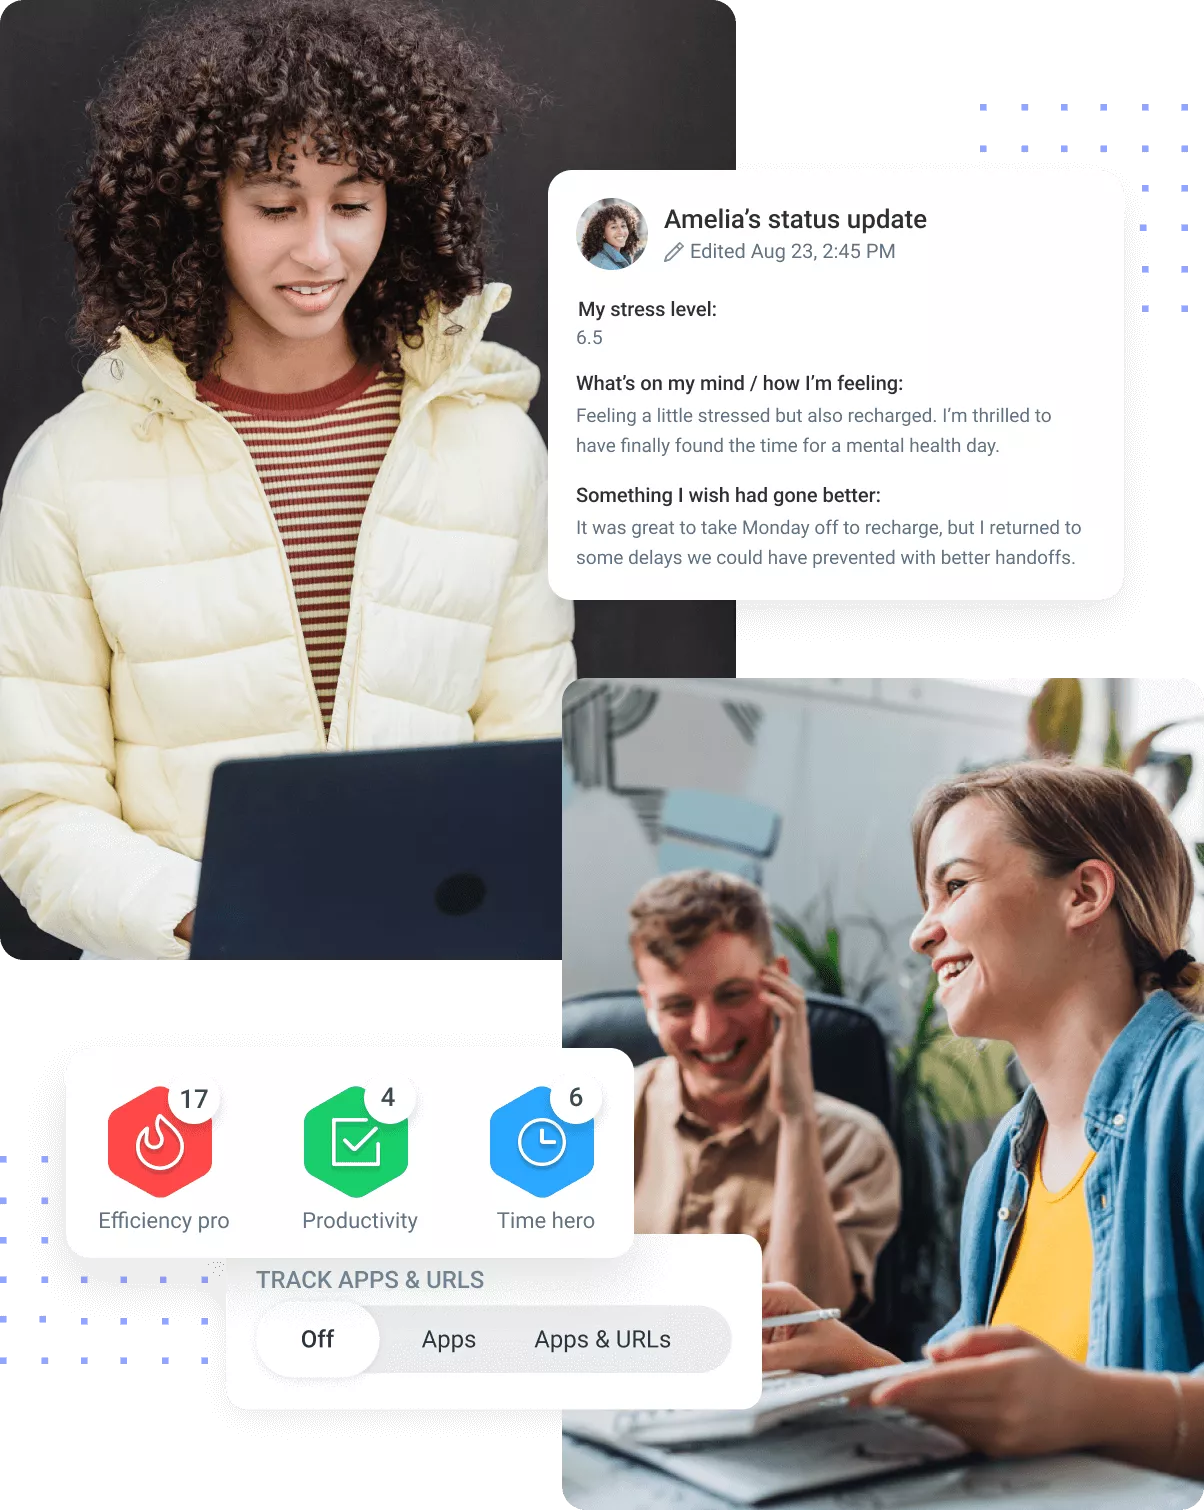 Amelia’s status update
Edited Aug 23, 2:45 PM
My stress level:
6.5
What’s on my mind / how I’m feeling:
Feeling a little stressed but also recharged. I’m thrilled to
have finally found the time for a mental health day.
Something I wish had gone better:
It was great to take Monday off to recharge, but I returned to
some delays we could have prevented with better handoffs.
17
4
6
Efficiency pro
Productivity
Time hero
TRACK APPS & URLS
Off
Apps
Apps & URLs